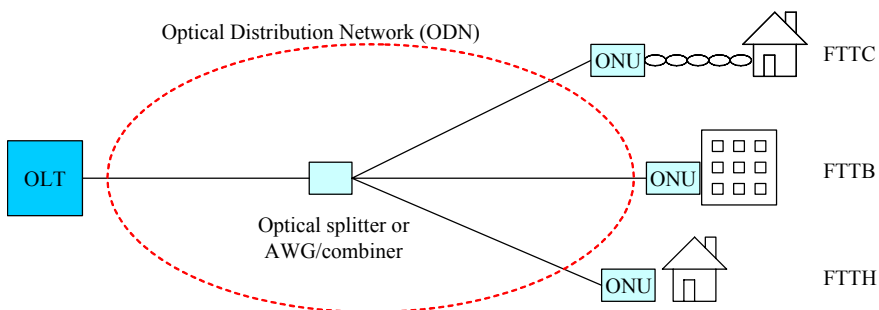 Optical Distribution Network (ODN)
ONU
FTTC
OLT
ONU
FTTB
Optical splitter or
AWG/combiner
ONU
FTTH